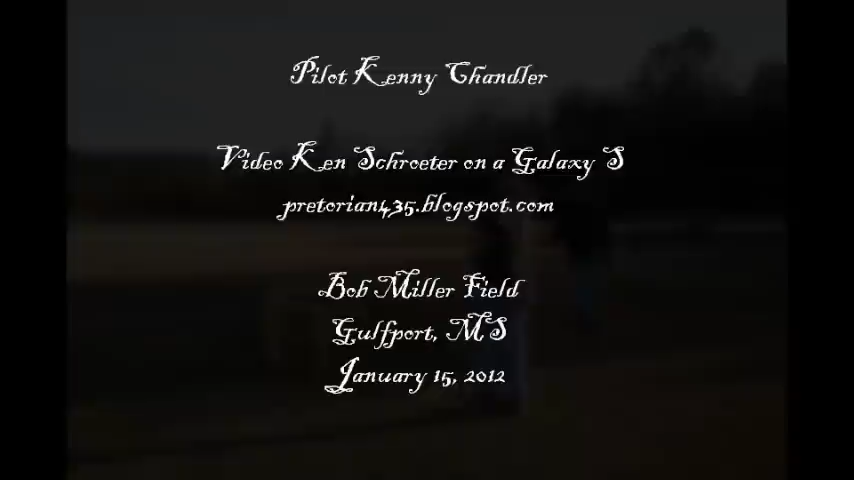 Pilot Kenny Chandler
Video Ken Schroeter on a Galaxy S
pretorian435.blogspot.com
Bob Miller Field
Gulfport, MS
January 15, 2012